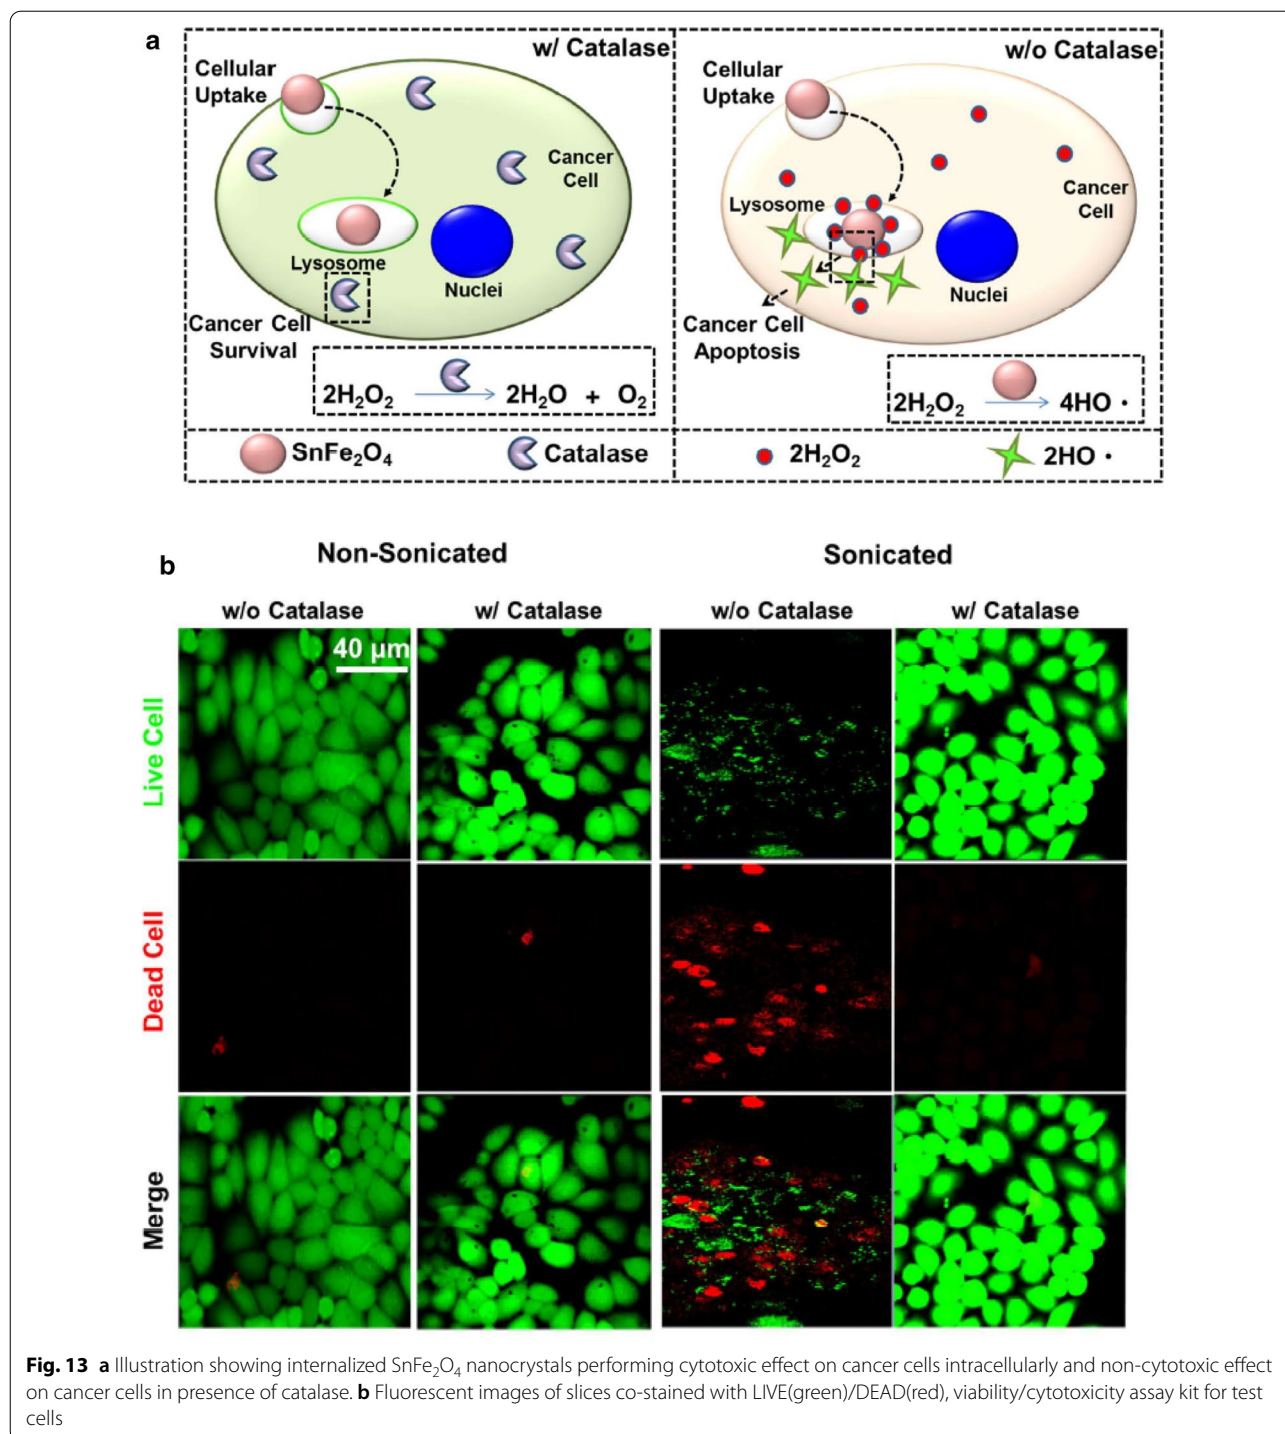 a
w/ Catalase
Cellular
Uptake
Cancer
Cell
Lysosome
Nuclei
Cancer Cell
Survival
2H₂O₂ → 2H₂O + O₂
w/o Catalase
Cellular
Uptake
Lysosome
Cancer
Cell
Nuclei
Cancer Cell
Apoptosis
2H₂O₂ → 4HO •
SnFe₂O₄ Catalase
2H₂O₂ 2HO •
b
Non-Sonicated Sonicated
w/o Catalase w/ Catalase w/o Catalase w/ Catalase
40 μm
Live Cell
Dead Cell
Merge
Fig. 13 a Illustration showing internalized SnFe₂O₄ nanocrystals performing cytotoxic effect on cancer cells intracellularly and non-cytotoxic effect
on cancer cells in presence of catalase. b Fluorescent images of slices co-stained with LIVE(green)/DEAD(red), viability/cytotoxicity assay kit for test
cells